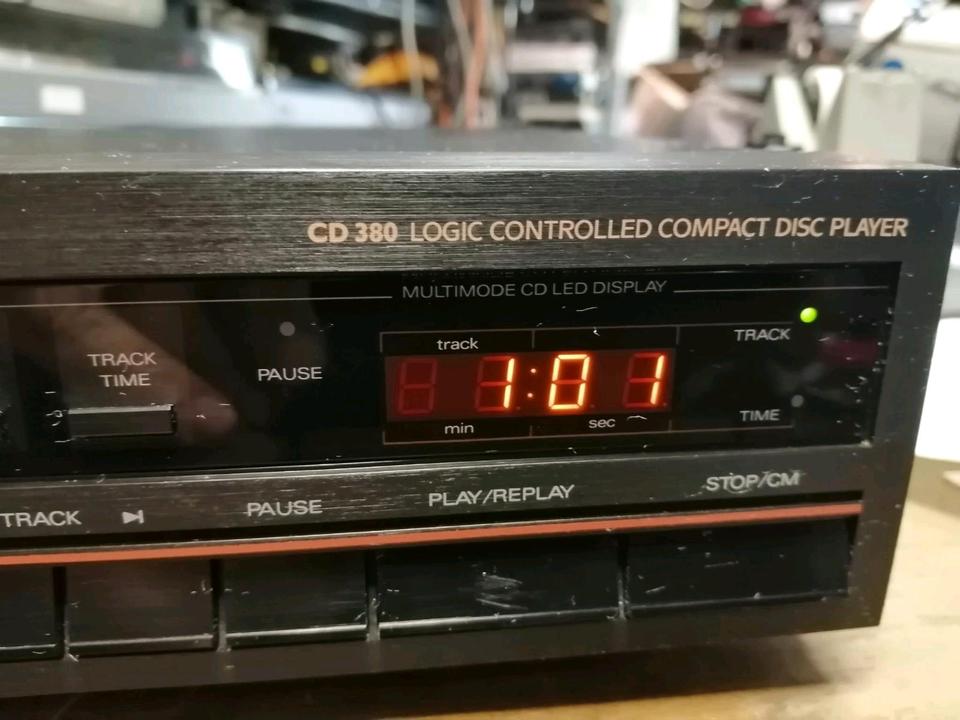 CD 380 LOGIC CONTROLLED COMPACT DISC PLAYER
MULTIMODE CD LED DISPLAY
TRACK
TIME
PAUSE
track
1:01
min
sec
TRACK
TIME
TRACK
PAUSE
PLAY/REPLAY
STOP/CM